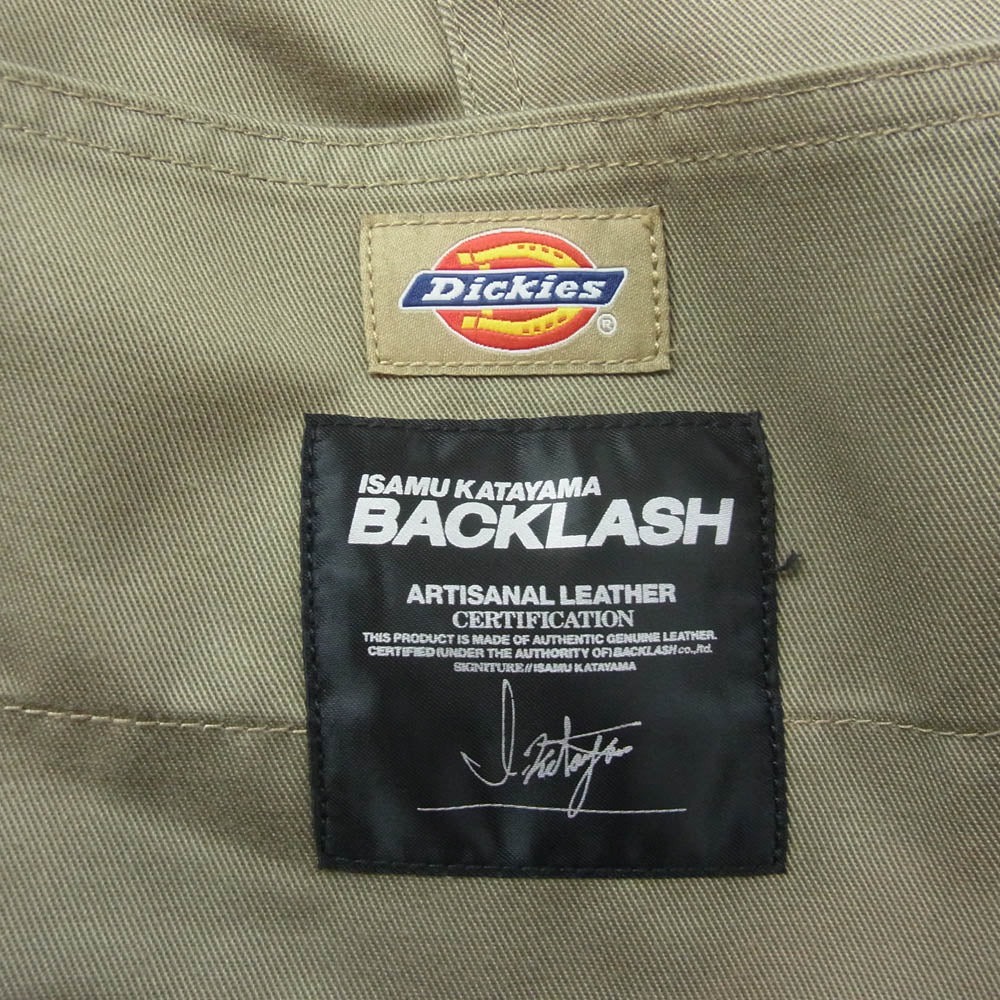 Dickies
®
ISAMU KATAYAMA
BACKLASH
ARTISANAL LEATHER
CERTIFICATION
THIS PRODUCT IS MADE OF AUTHENTIC GENUINE LEATHER.
CERTIFIED(UNDER THE AUTHORITY OF)BACKLASH co.,ltd.
SIGNITURE//ISAMU KATAYAMA
I Katayama